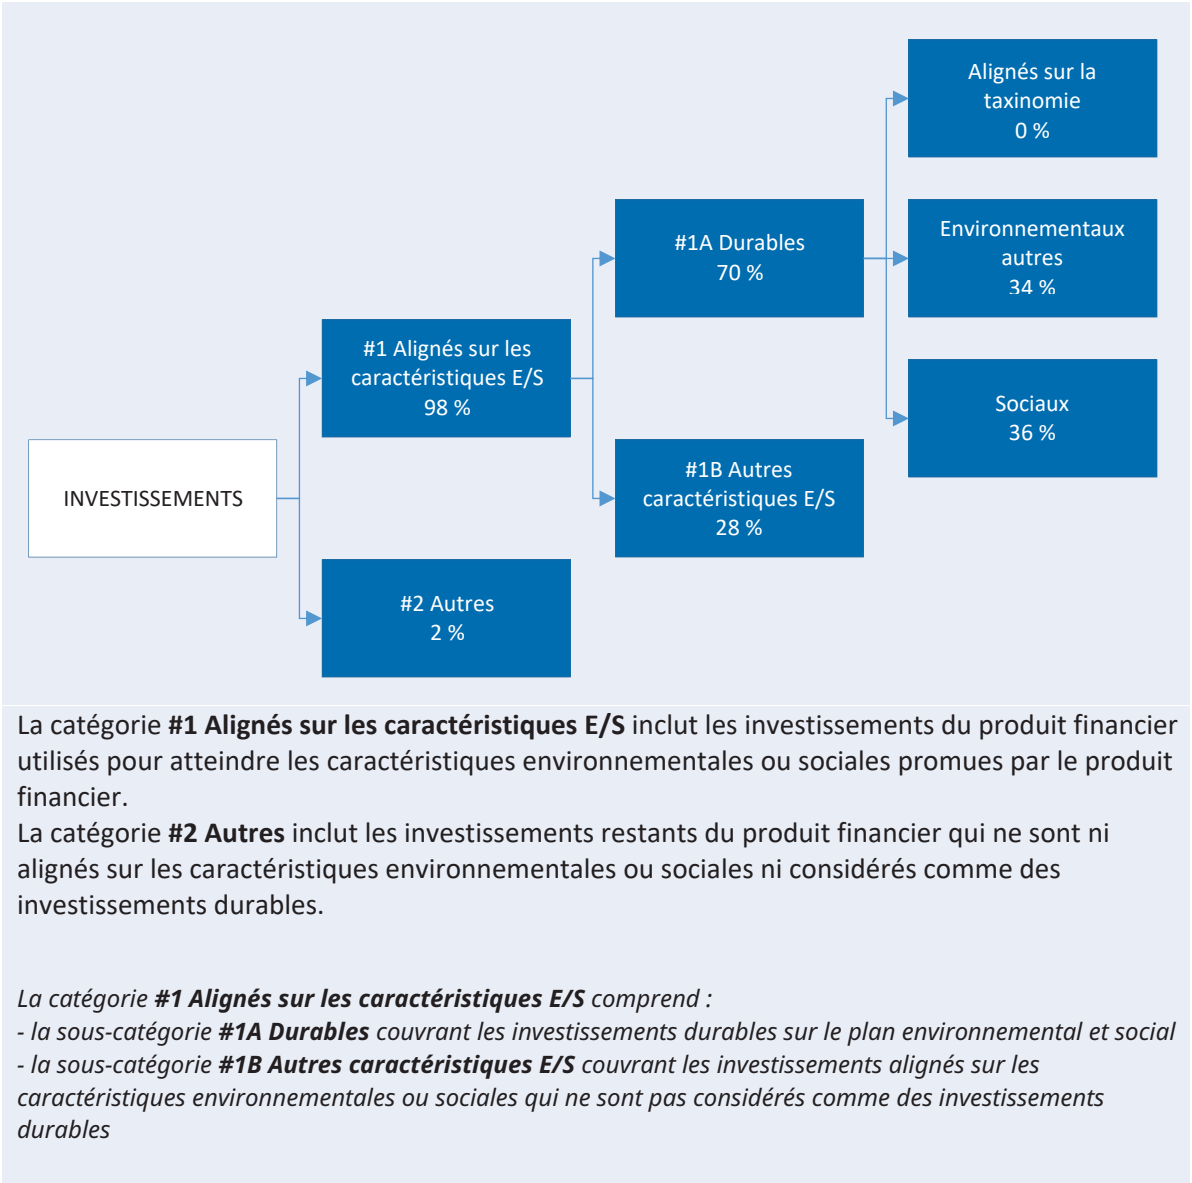 Alignés sur la
taxinomie
0 %
Environnementaux
autres
34 %
#1A Durables
70 %
Sociaux
36 %
#1 Alignés sur les
caractéristiques E/S
98 %
#1B Autres
caractéristiques E/S
28 %
INVESTISSEMENTS
#2 Autres
2 %
La catégorie #1 Alignés sur les caractéristiques E/S inclut les investissements du produit financier
utilisés pour atteindre les caractéristiques environnementales ou sociales promues par le produit
financier.
La catégorie #2 Autres inclut les investissements restants du produit financier qui ne sont ni
alignés sur les caractéristiques environnementales ou sociales ni considérés comme des
investissements durables.
La catégorie #1 Alignés sur les caractéristiques E/S comprend :
- la sous-catégorie #1A Durables couvrant les investissements durables sur le plan environnemental et social
- la sous-catégorie #1B Autres caractéristiques E/S couvrant les investissements alignés sur les
caractéristiques environnementales ou sociales qui ne sont pas considérés comme des investissements
durables